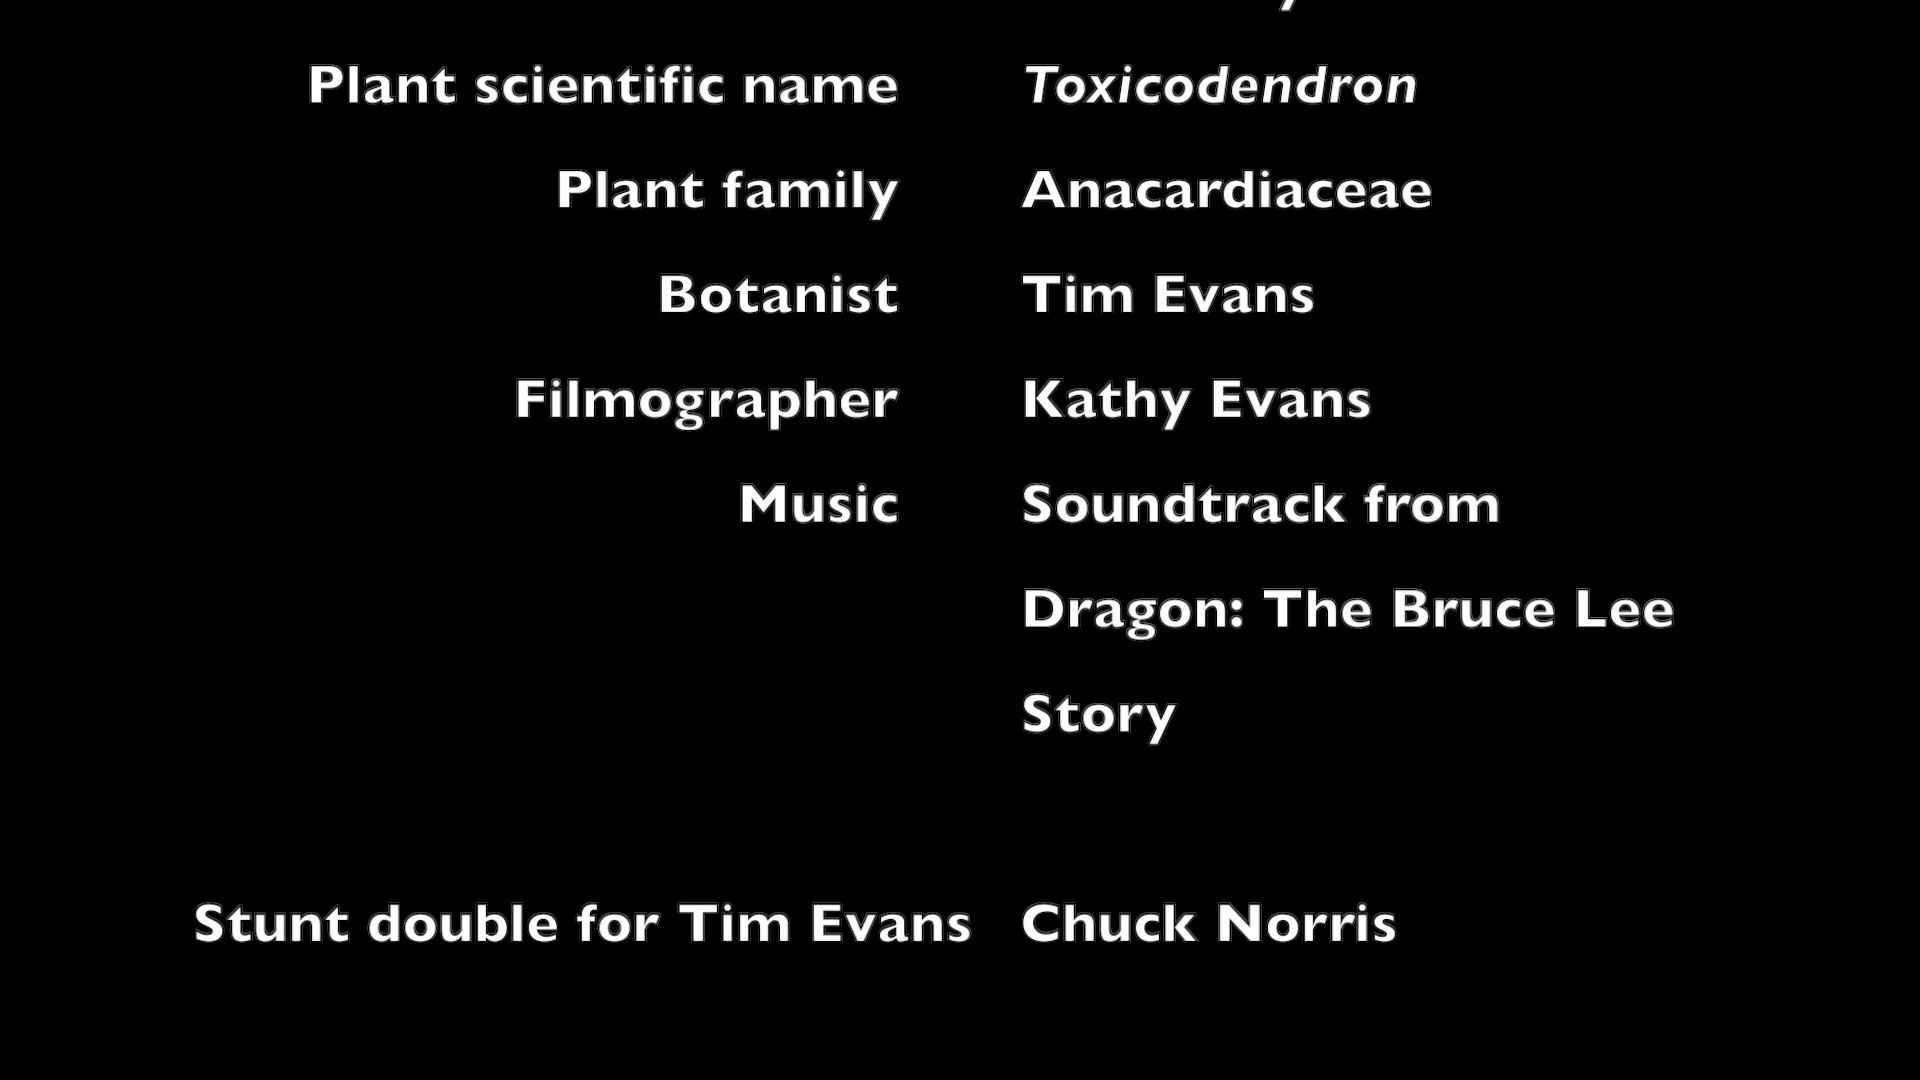 Plant scientific name Toxicodendron
Plant family Anacardiaceae
Botanist Tim Evans
Filmographer Kathy Evans
Music Soundtrack from
Dragon: The Bruce Lee
Story
Stunt double for Tim Evans Chuck Norris